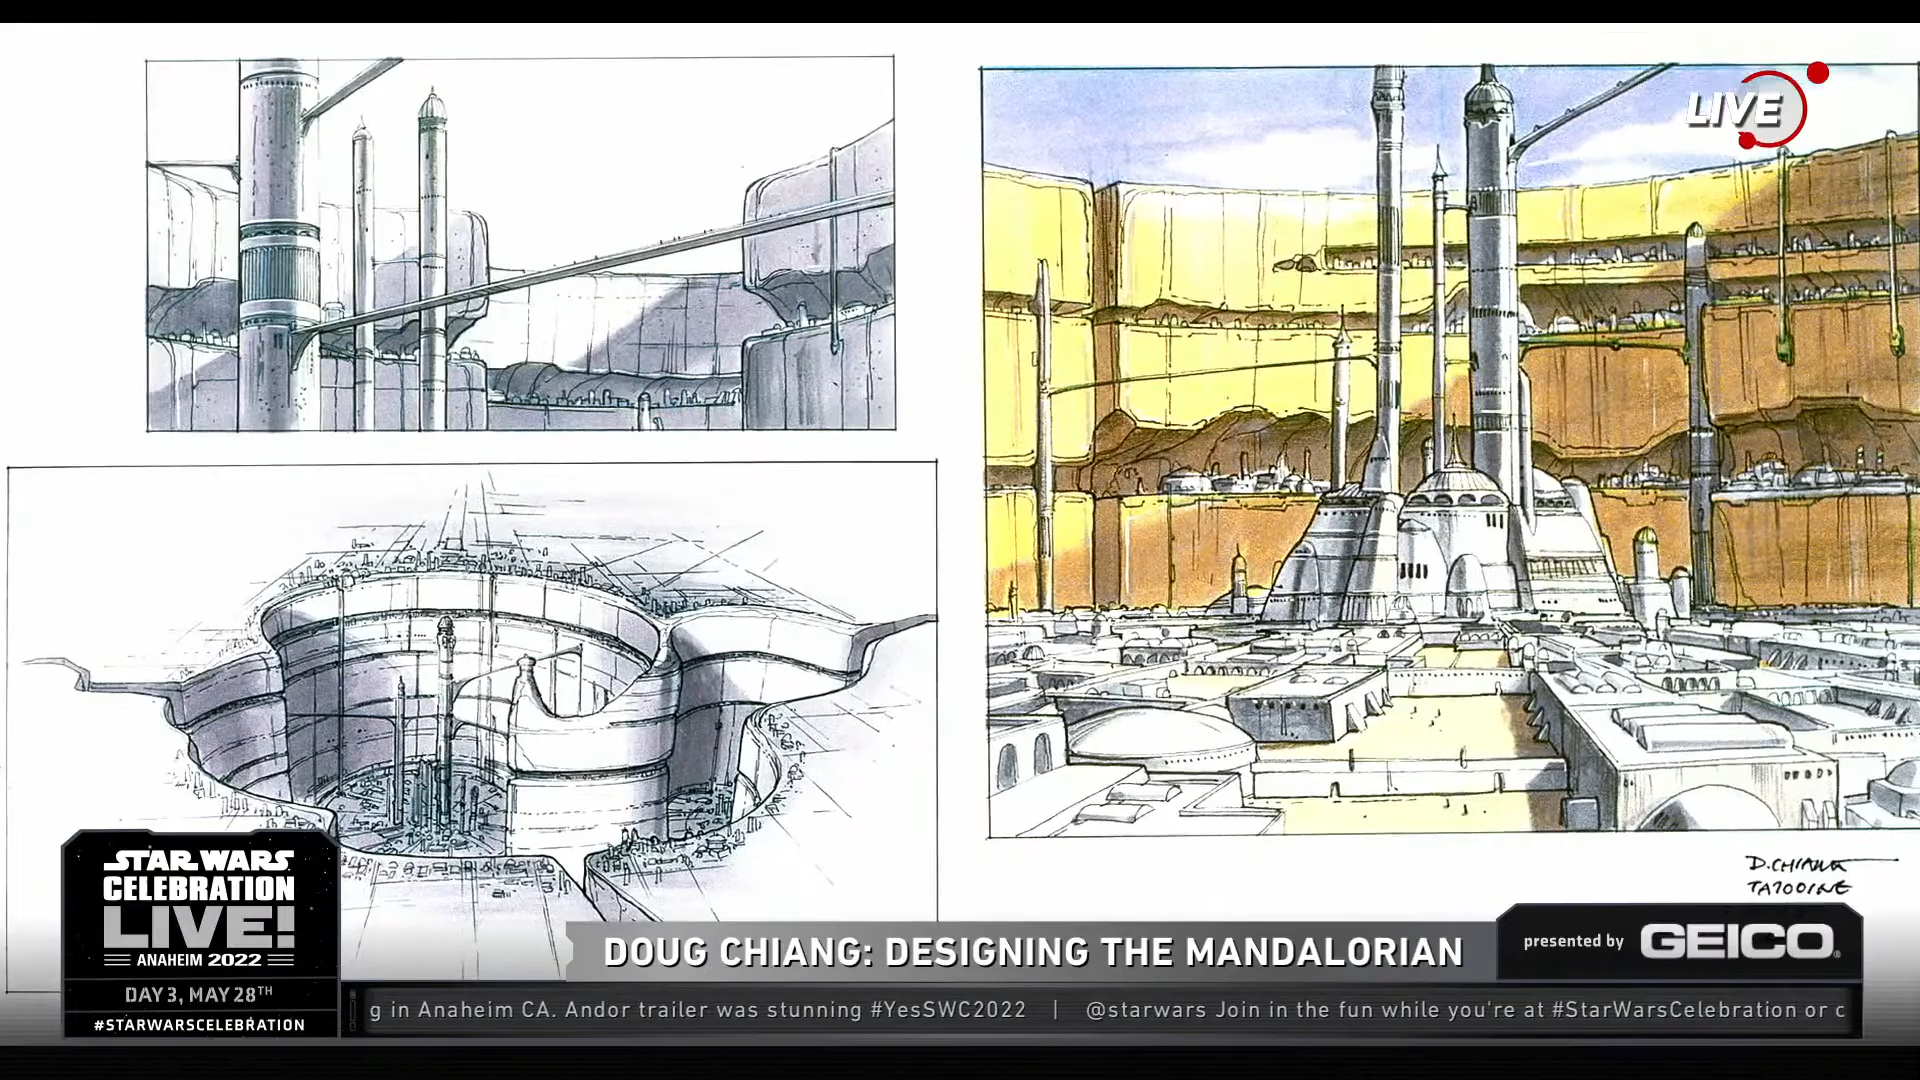 LIVE
D. CHIANG
TATOOINE
STAR WARS
CELEBRATION
LIVE!
ANAHEIM 2022
DAY 3, MAY 28TH
#STARWARSCELEBRATION
DOUG CHIANG: DESIGNING THE MANDALORIAN
presented by GEICO
g in Anaheim CA. Andor trailer was stunning #YesSWC2022 | @starwars Join in the fun while you're at #StarWarsCelebration or c